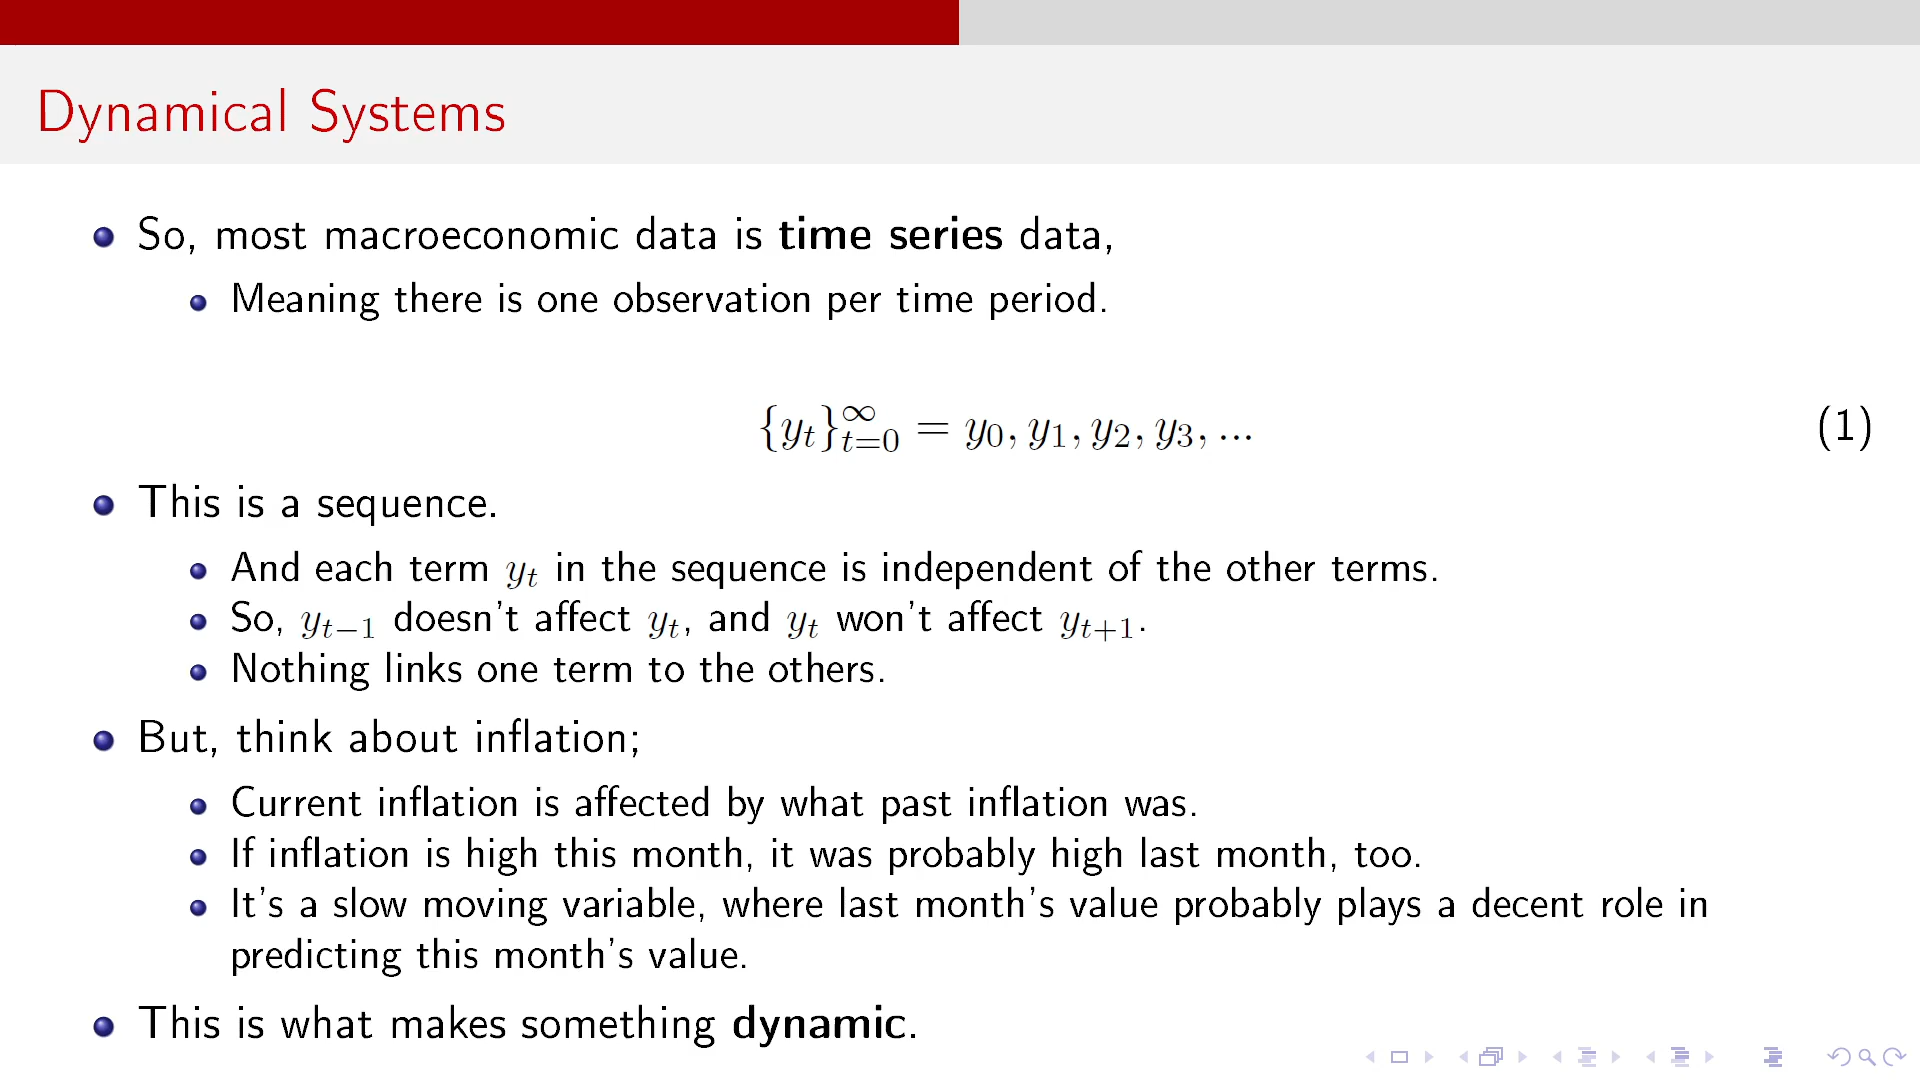 Dynamical Systems
So, most macroeconomic data is time series data,
Meaning there is one observation per time period.
$\{y_t\}_{t=0}^{\infty} = y_0, y_1, y_2, y_3, ...$ (1)
This is a sequence.
And each term $y_t$ in the sequence is independent of the other terms.
So, $y_{t-1}$ doesn't affect $y_t$, and $y_t$ won't affect $y_{t+1}$.
Nothing links one term to the others.
But, think about inflation;
Current inflation is affected by what past inflation was.
If inflation is high this month, it was probably high last month, too.
It's a slow moving variable, where last month's value probably plays a decent role in
predicting this month's value.
This is what makes something dynamic.